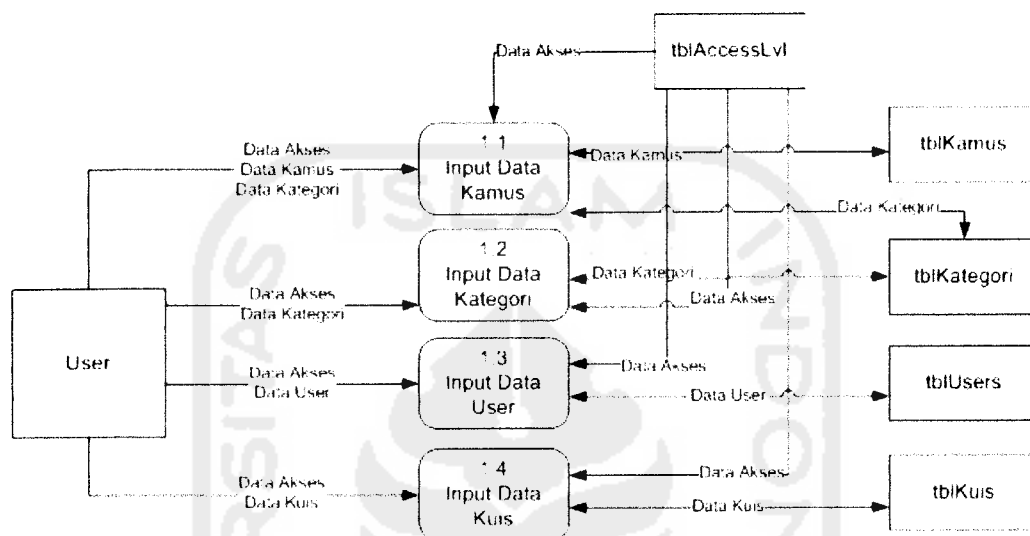 Data Akses
tblAccessLvl
Data Akses
Data Kamus
Data Kategori
1.1
Input Data
Kamus
Data Kamus
tblKamus
Data Kategori
1.2
Input Data
Kategori
Data Kategori
Data Akses
tblKategori
User
Data Akses
Data Kategori
Data Akses
Data User
1.3
Input Data
User
Data Akses
Data User
tblUsers
Data Akses
Data Kuis
1.4
Input Data
Kuis
Data Akses
Data Kuis
tblKuis
ISLAM
INDON
RSITAS